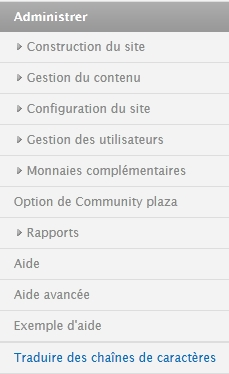 Administrer
Construction du site
Gestion du contenu
Configuration du site
Gestion des utilisateurs
Monnaies complémentaires
Option de Community plaza
Rapports
Aide
Aide avancée
Exemple d'aide
Traduire des chaînes de caractères